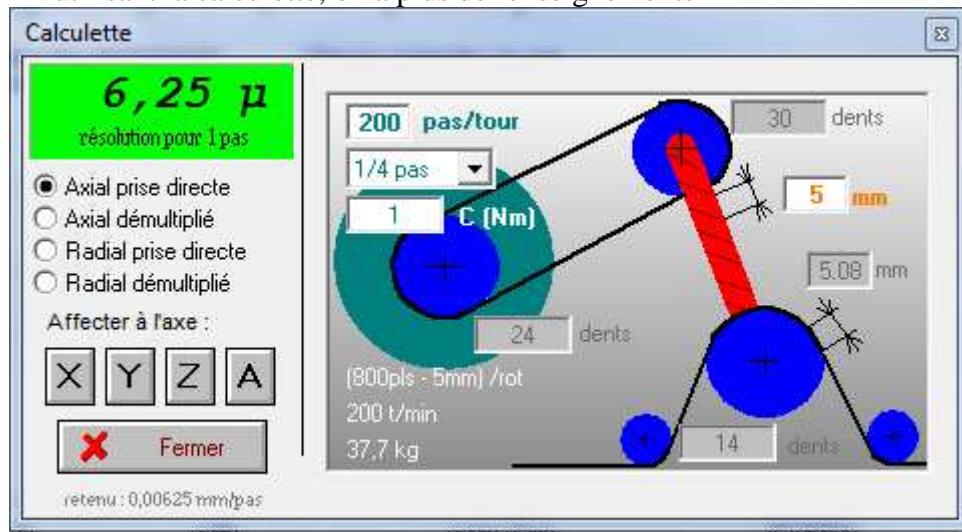 Calculette
6,25 µ
résolution pour 1 pas
Axial prise directe
Axial démultiplié
Radial prise directe
Radial démultiplié
Affecter à l'axe :
X Y Z A
Fermer
retenu : 0,00625 mm/pas
200 pas/tour
1/4 pas
1 C (Nm)
30 dents
5 mm
5.08 mm
24 dents
(800pls - 5mm) /rot
200 t/min
37,7 kg
14 dents